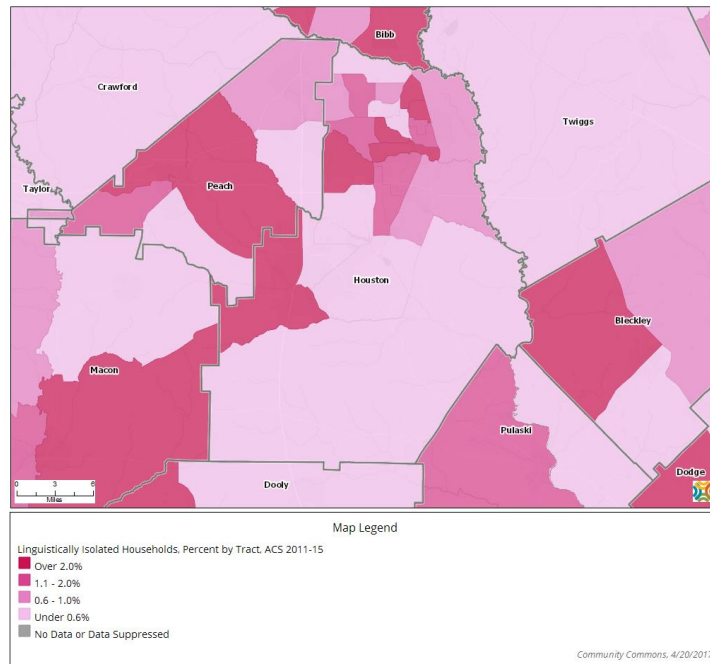 Bibb
Crawford
Twiggs
Peach
Taylor
Houston
Bleckley
Macon
Pulaski
Dooly
Dodge
0 3 6
Miles
Map Legend
Linguistically Isolated Households, Percent by Tract, ACS 2011-15
Over 2.0%
1.1 - 2.0%
0.6 - 1.0%
Under 0.6%
No Data or Data Suppressed
Community Commons, 4/20/2017